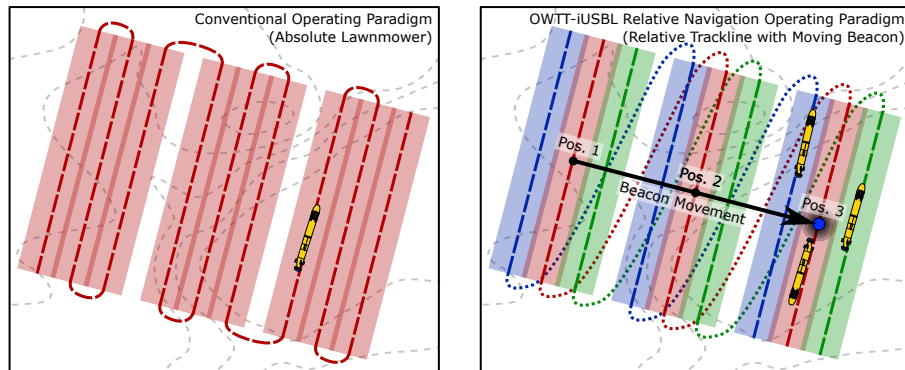 Conventional Operating Paradigm
(Absolute Lawnmower)
OWTT-iUSBL Relative Navigation Operating Paradigm
(Relative Trackline with Moving Beacon)
Pos. 1
Pos. 2
Pos. 3
Beacon Movement